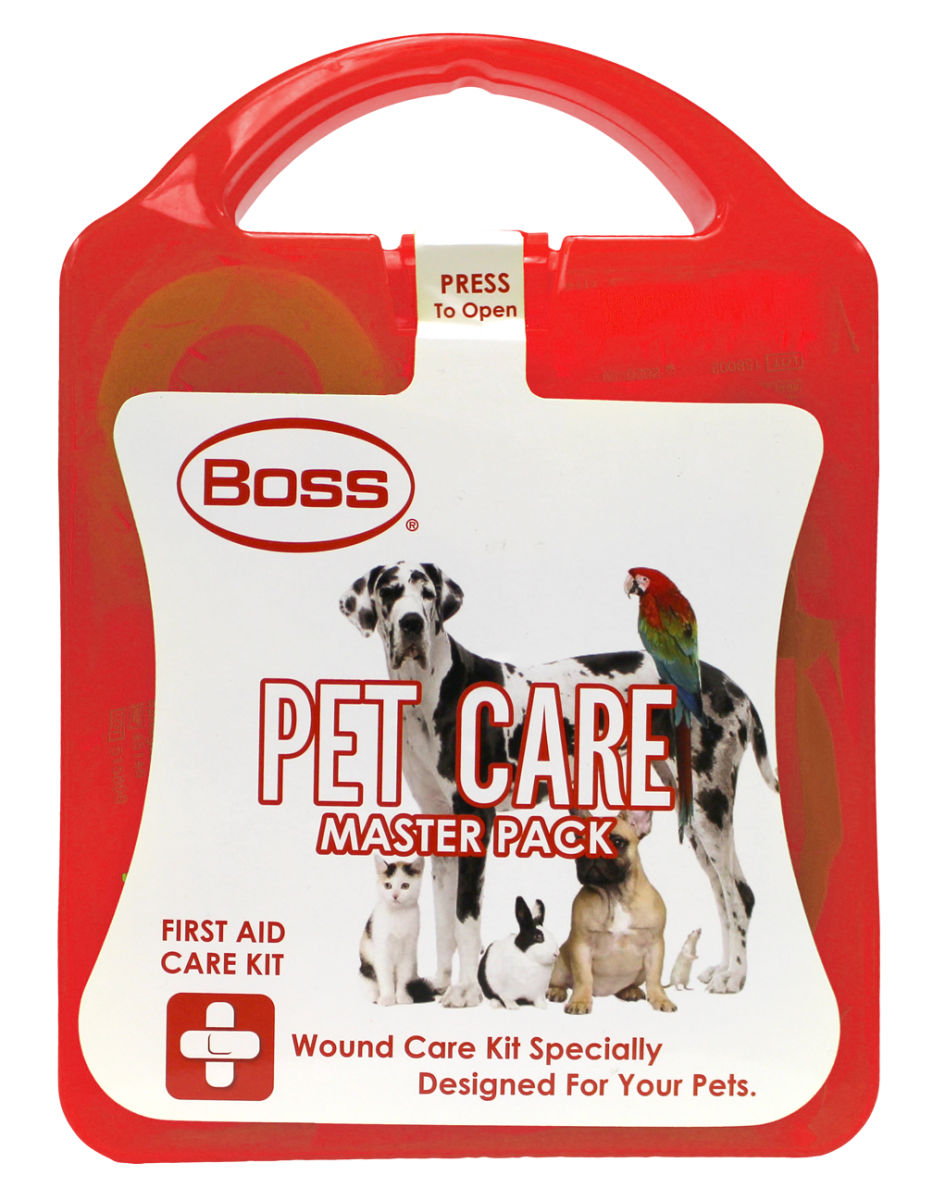 PRESS
To Open
BOSS
®
PET CARE
MASTER PACK
FIRST AID
CARE KIT
Wound Care Kit Specially
Designed For Your Pets.